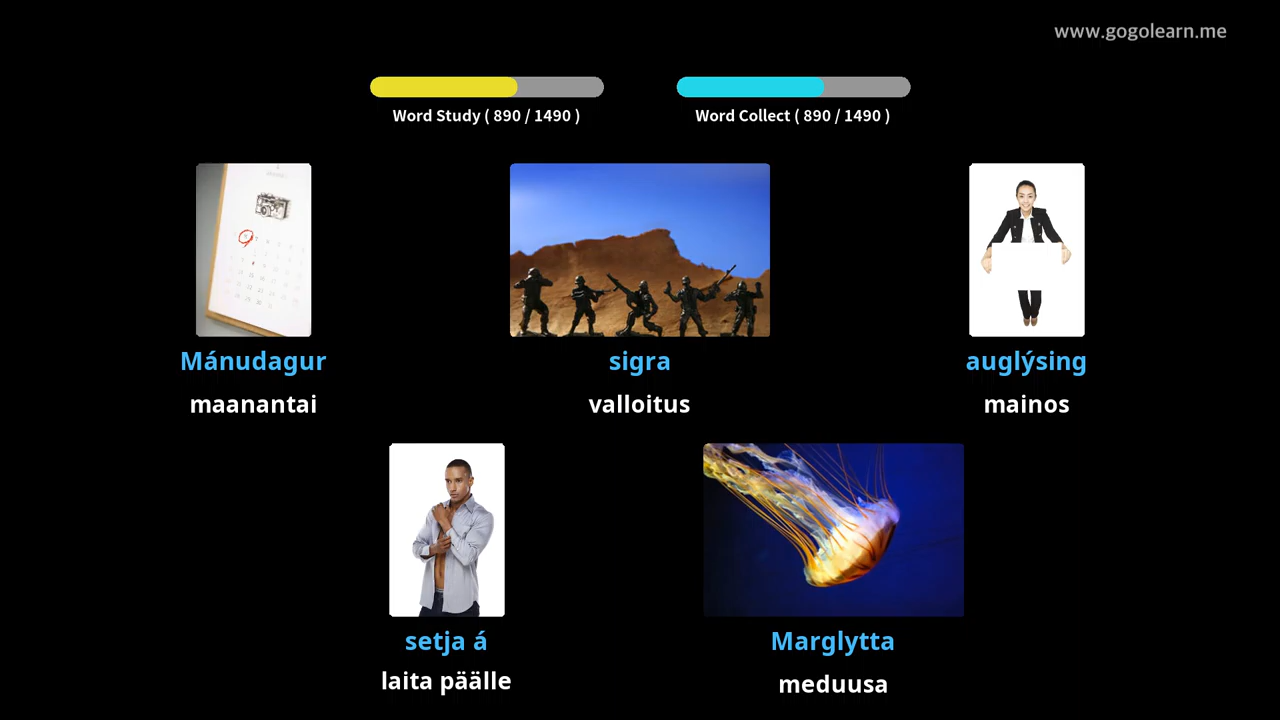 www.gogolearn.me
Word Study ( 890 / 1490 )
Word Collect ( 890 / 1490 )
Mánudagur
sigra
auglýsing
maanantai
valloitus
mainos
setja á
Marglytta
laita päälle
meduusa